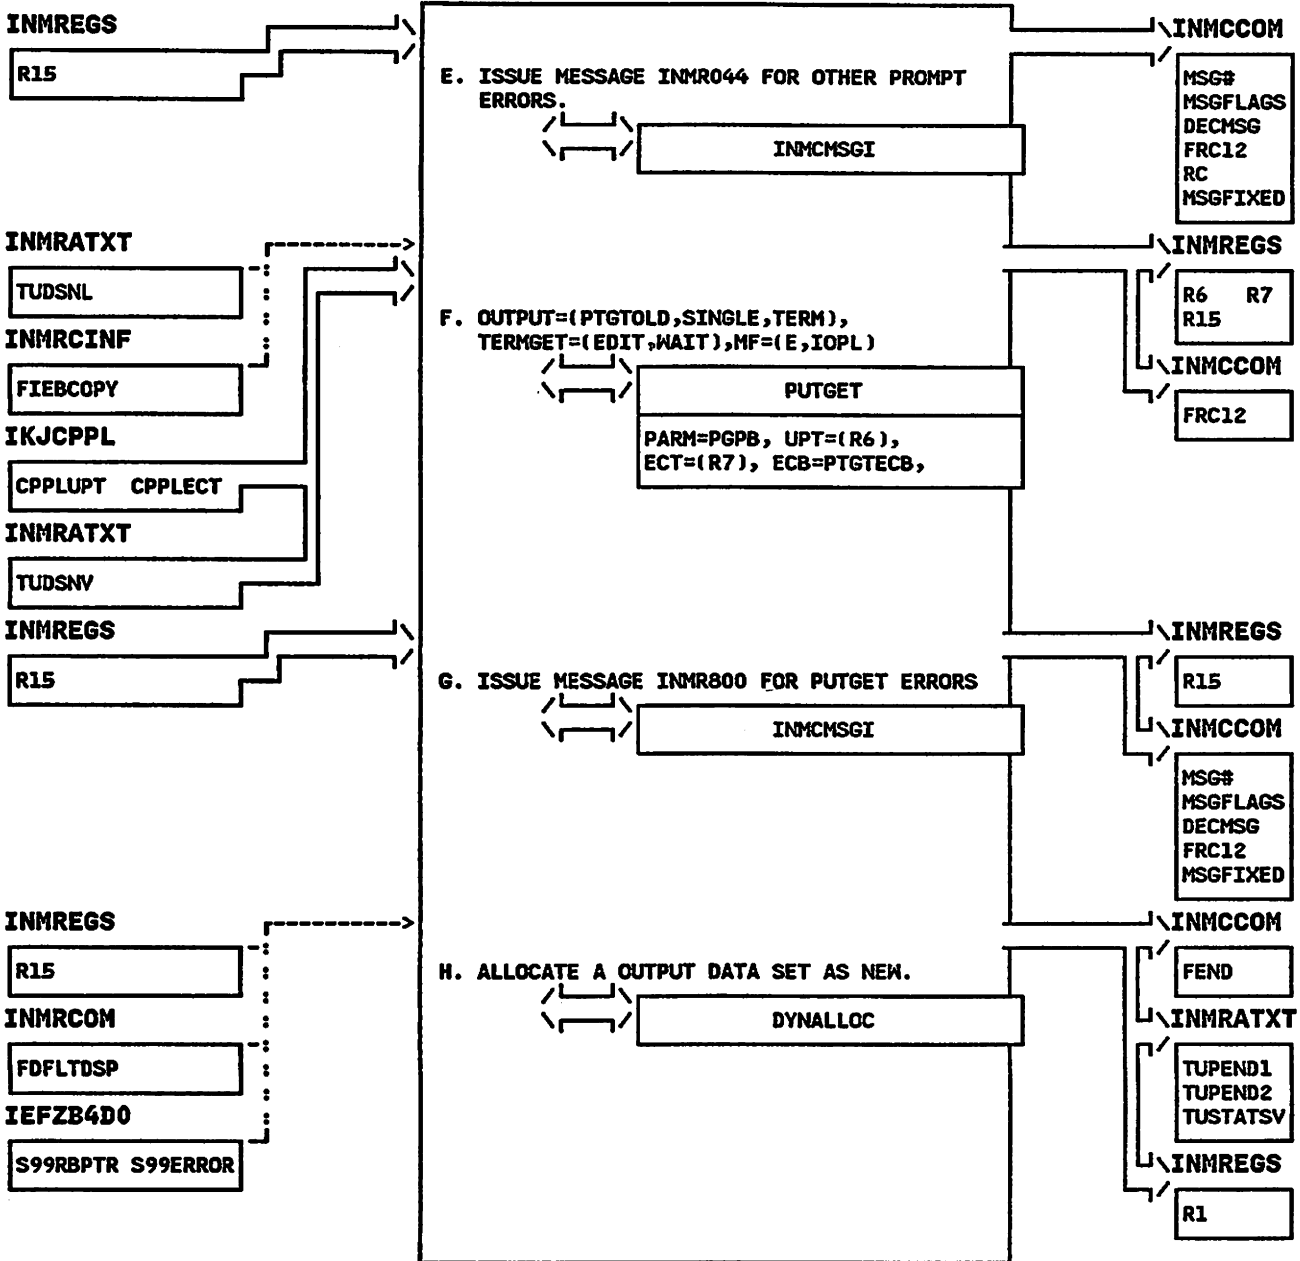 INMREGS
R15
E. ISSUE MESSAGE INMR044 FOR OTHER PROMPT
ERRORS.
INMCMSGI
INMCCOM
MSG#
MSGFLAGS
DECMSG
FRC12
RC
MSGFIXED
INMRATXT
TUDSNL
INMRCINF
FIEBCOPY
IKJCPPL
CPPLUPT CPPLECT
INMRATXT
TUDSNV
F. OUTPUT=(PTGTOLD,SINGLE,TERM),
TERMGET=(EDIT,WAIT),MF=(E,IOPL)
PUTGET
PARM=PGPB, UPT=(R6),
ECT=(R7), ECB=PTGTECB,
INMREGS
R6 R7
R15
INMCCOM
FRC12
INMREGS
R15
G. ISSUE MESSAGE INMR800 FOR PUTGET ERRORS
INMCMSGI
INMREGS
R15
INMCCOM
MSG#
MSGFLAGS
DECMSG
FRC12
MSGFIXED
INMREGS
R15
INMRCOM
FDFLTDSP
IEFZB4D0
S99RBPTR S99ERROR
H. ALLOCATE A OUTPUT DATA SET AS NEW.
DYNALLOC
INMCCOM
FEND
INMRATXT
TUPEND1
TUPEND2
TUSTATSV
INMREGS
R1